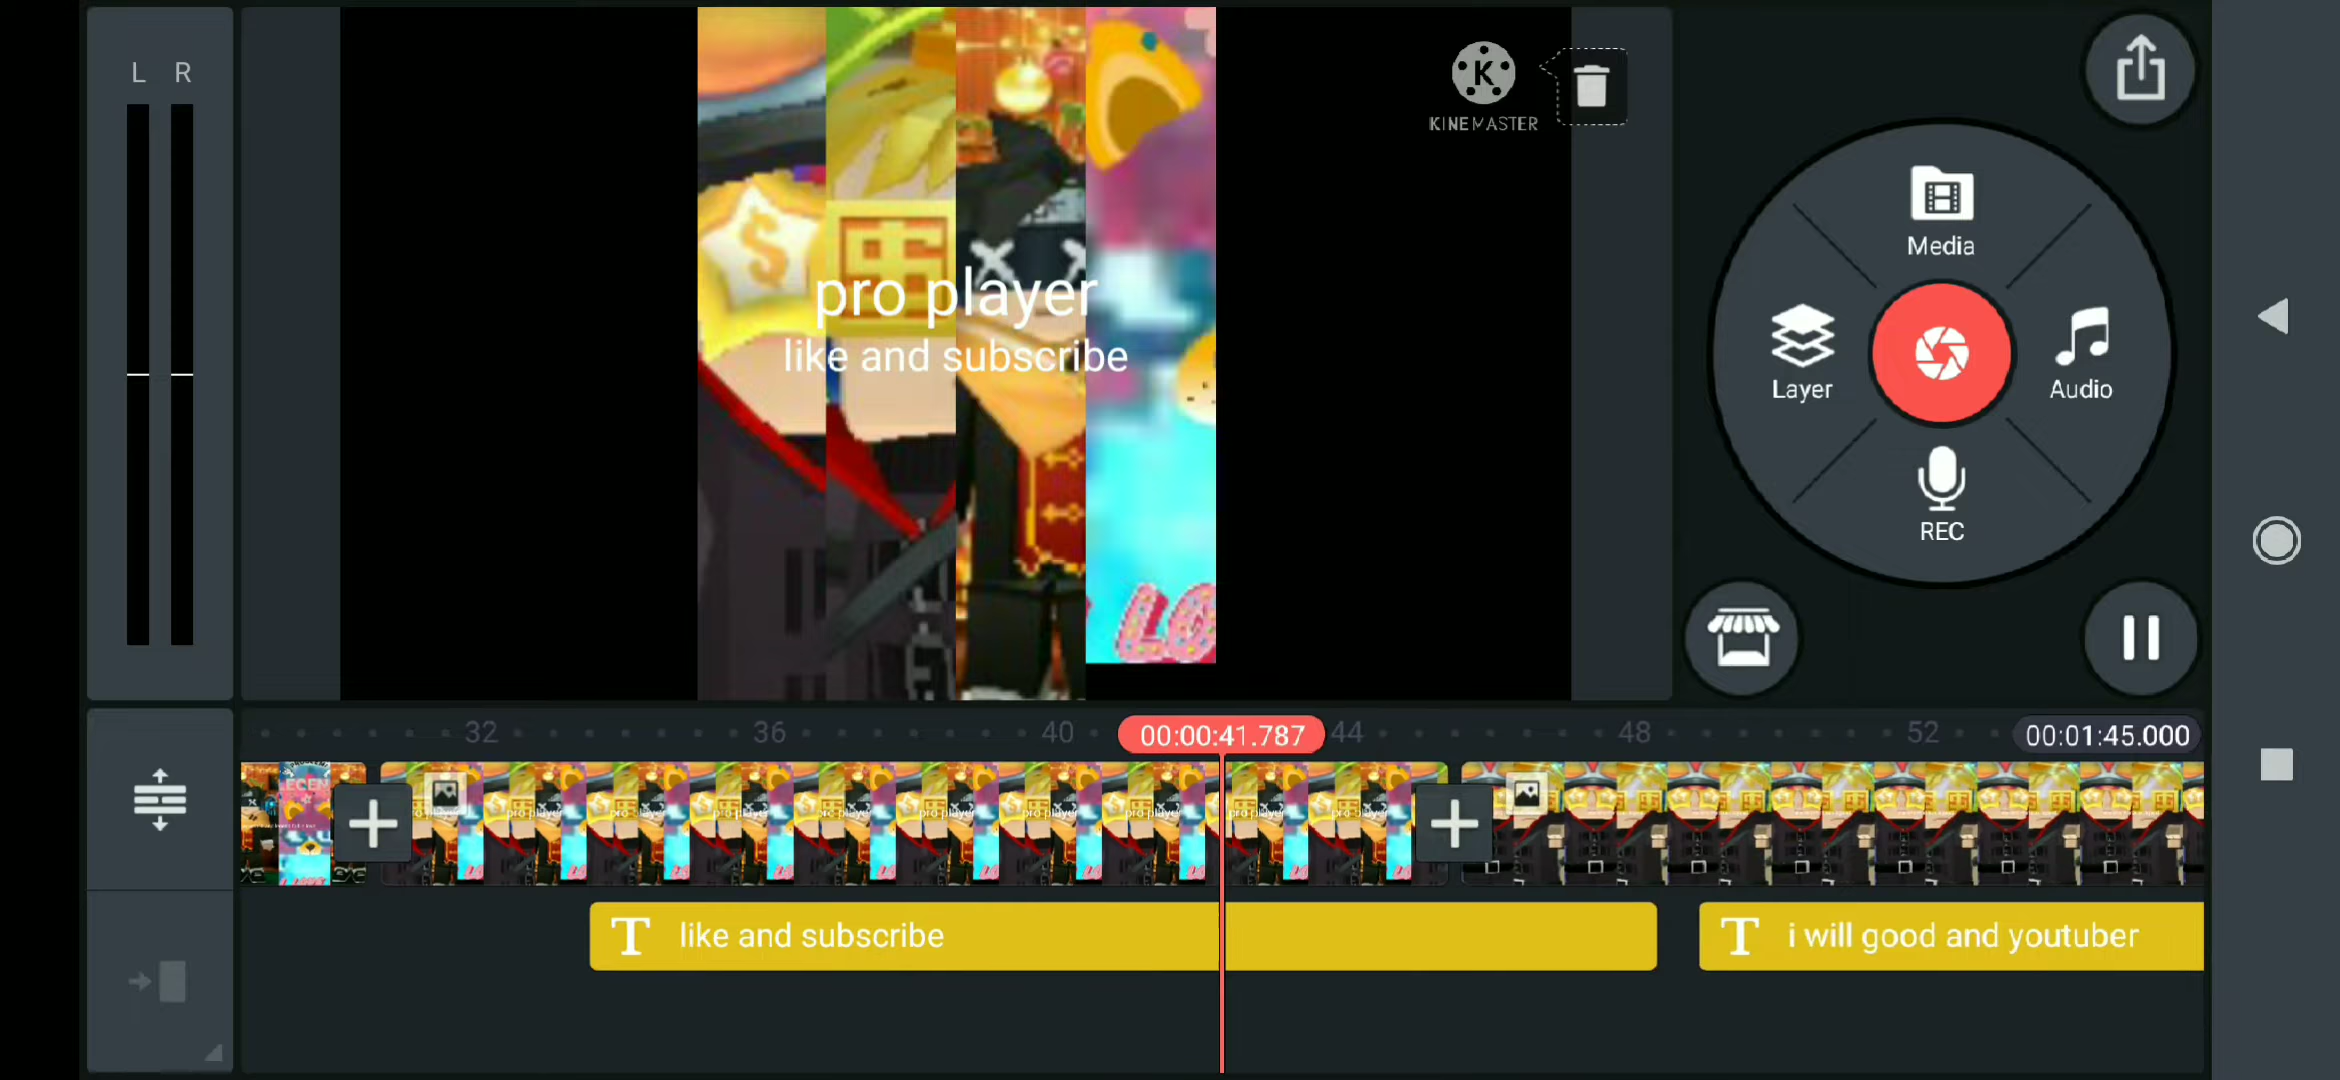 L R
KINEMASTER
pro player
like and subscribe
Media
Layer
Audio
REC
32 36 40 00:00:41.787 44 48 52 00:01:45.000
like and subscribe
i will good and youtuber